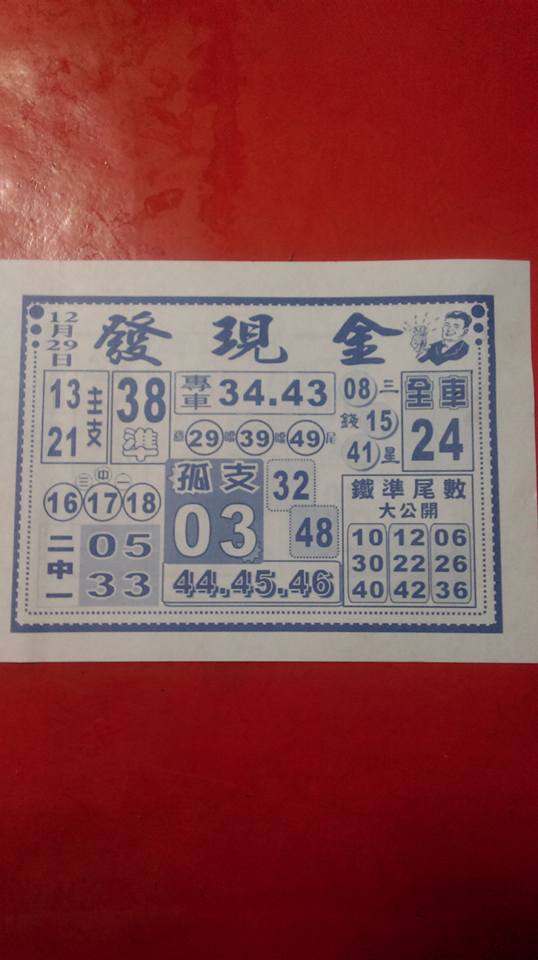 12月29日
發現金
13
21
主支
38
準
專車 34.43
29 39 49 尾
08 三
錢 15
41 星
全車
24
三中一
16 17 18
孤支
03
32
48
鐵準尾數
大公開
10 12 06
30 22 26
40 42 36
二中一
05
33
44.45.46